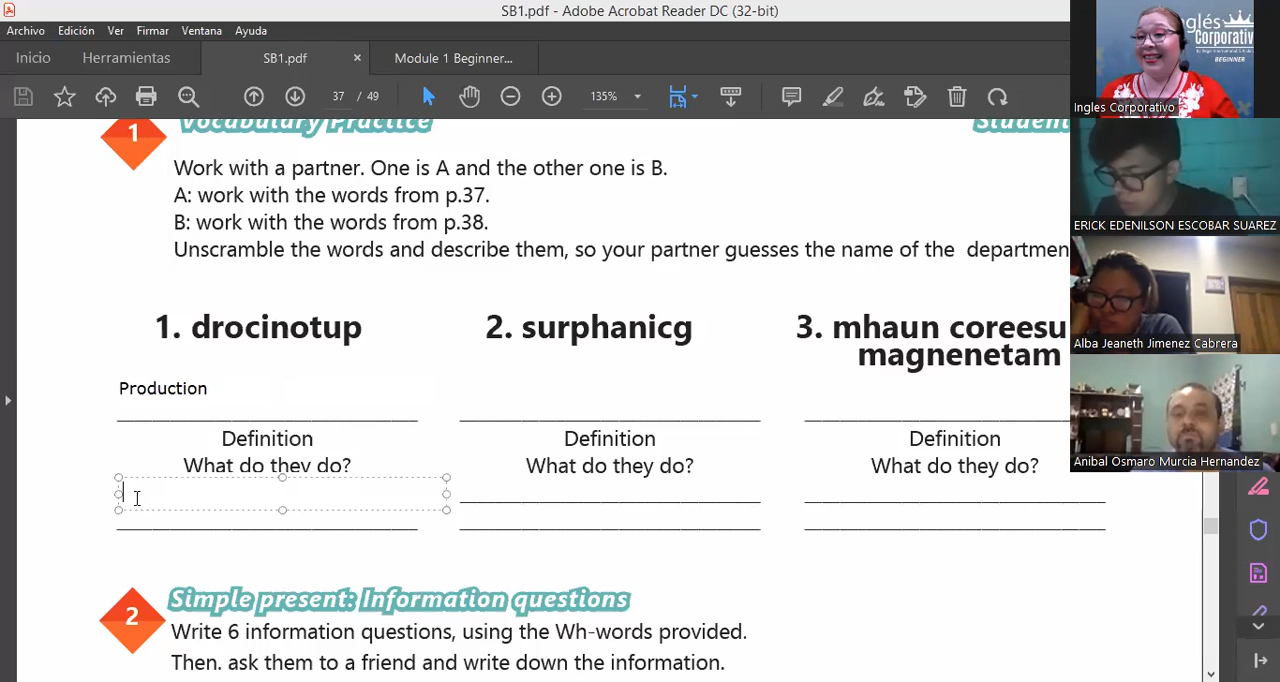 SB1.pdf - Adobe Acrobat Reader DC (32-bit)
Archivo Edición Ver Firmar Ventana Ayuda
Inicio Herramientas SB1.pdf × Module 1 Beginner...
37 / 49 135%
1 Vocabulary Practice Student
Work with a partner. One is A and the other one is B.
A: work with the words from p.37.
B: work with the words from p.38.
Unscramble the words and describe them, so your partner guesses the name of the departmen
1. drocinotup 2. surphanicg 3. mhaun coreesu
magnenetam
Production
Definition Definition Definition
What do they do? What do they do? What do they do?
2 Simple present: Information questions
Write 6 information questions, using the Wh-words provided.
Then. ask them to a friend and write down the information.
glés
Corporativ
BEGINNER
Ingles Corporativo
ERICK EDENILSON ESCOBAR SUAREZ
Alba Jeaneth Jimenez Cabrera
Anibal Osmaro Murcia Hernandez